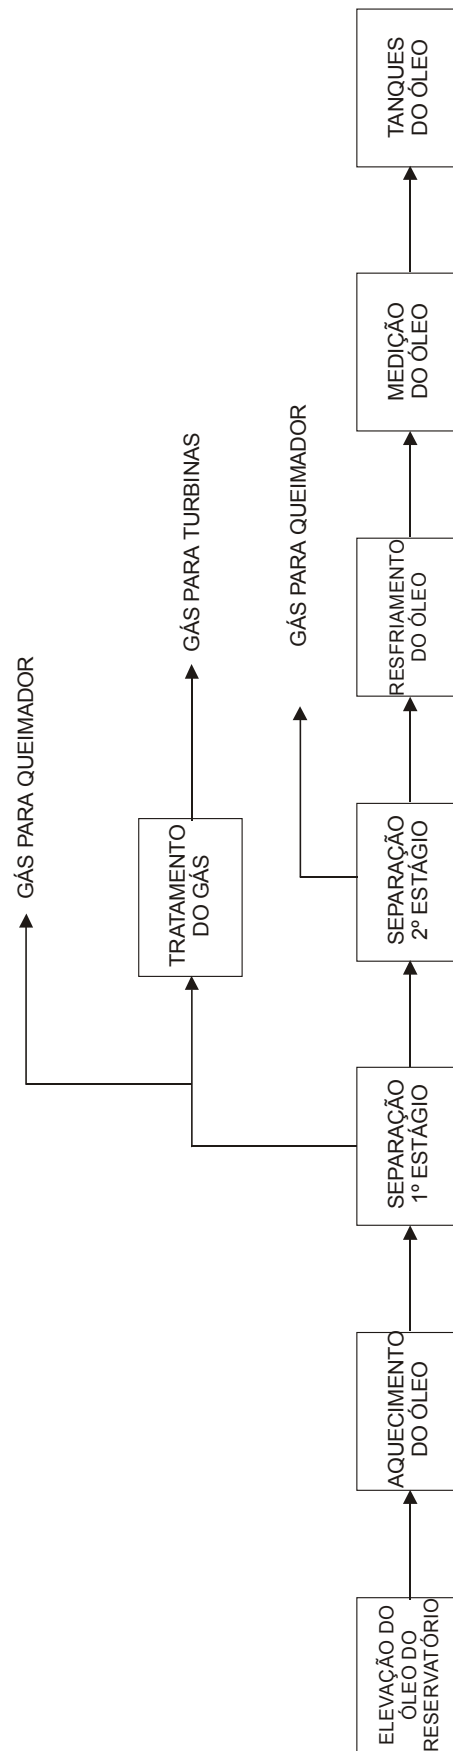 GÁS PARA QUEIMADOR
GÁS PARA TURBINAS
TRATAMENTO
DO GÁS
GÁS PARA QUEIMADOR
ELEVAÇÃO DO
ÓLEO DO
RESERVATÓRIO
AQUECIMENTO
DO ÓLEO
SEPARAÇÃO
1º ESTÁGIO
SEPARAÇÃO
2º ESTÁGIO
RESFRIAMENTO
DO ÓLEO
MEDIÇÃO
DO ÓLEO
TANQUES
DO ÓLEO